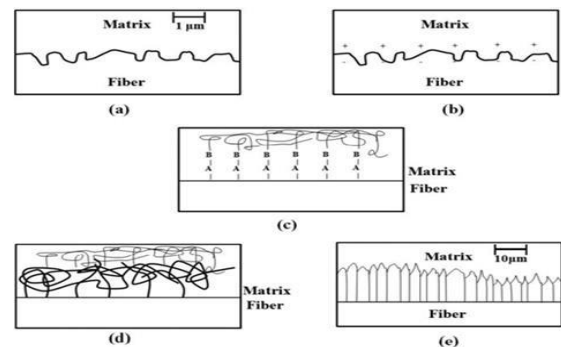 Matrix
1 μm
Fiber
(a)
Matrix
+ + + + + +
- - - -
Fiber
(b)
B B B B B B
A A A A A A
Matrix
Fiber
(c)
Matrix
Fiber
(d)
Matrix
10μm
Fiber
(e)